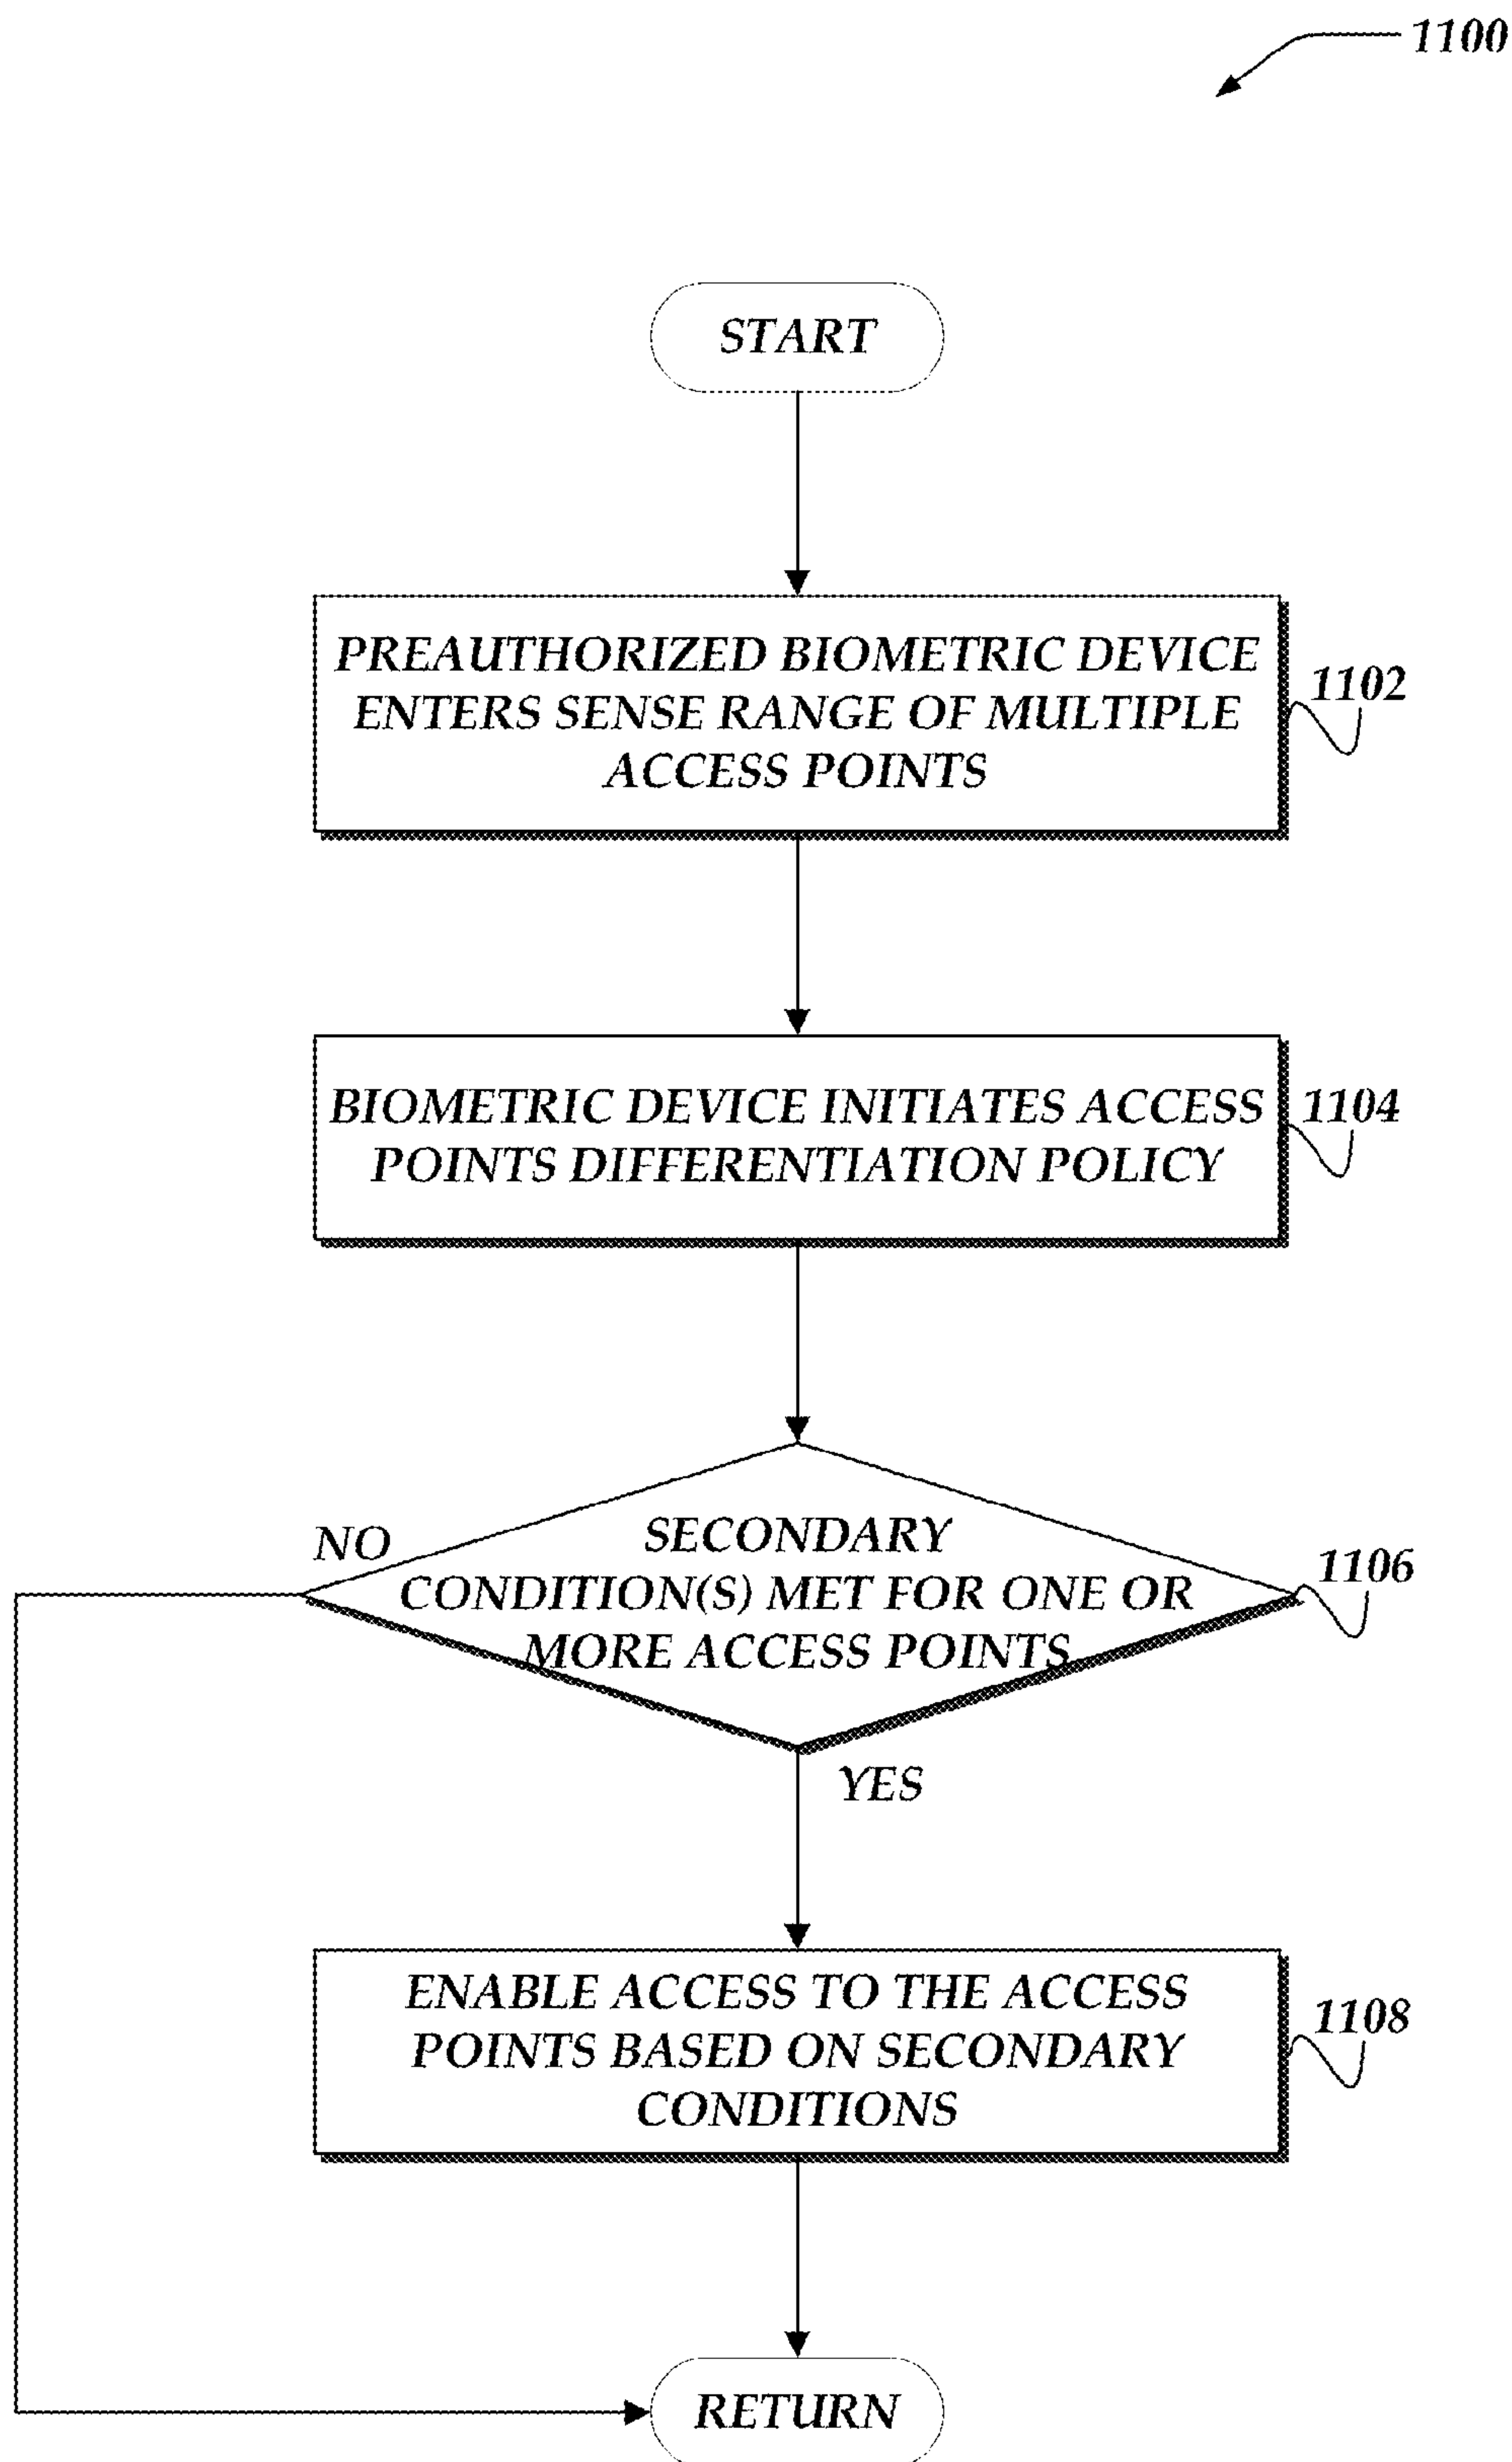 1100
START
PREAUTHORIZED BIOMETRIC DEVICE
ENTERS SENSE RANGE OF MULTIPLE
ACCESS POINTS
1102
BIOMETRIC DEVICE INITIATES ACCESS
POINTS DIFFERENTIATION POLICY
1104
NO
SECONDARY
CONDITION(S) MET FOR ONE OR
MORE ACCESS POINTS
1106
YES
ENABLE ACCESS TO THE ACCESS
POINTS BASED ON SECONDARY
CONDITIONS
1108
RETURN